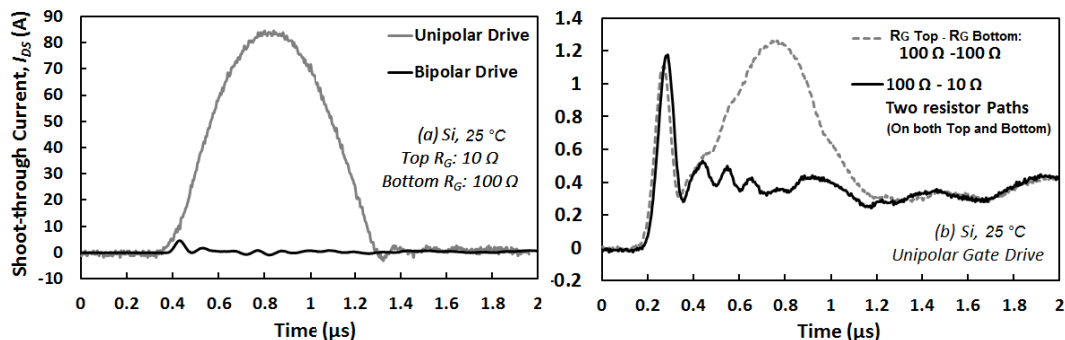 Shoot-through Current, IDS (A)
90
80
70
60
50
40
30
20
10
0
-10
Unipolar Drive
Bipolar Drive
(a) Si, 25 °C
Top RG: 10 Ω
Bottom RG: 100 Ω
0 0.2 0.4 0.6 0.8 1 1.2 1.4 1.6 1.8 2
Time (µs)
1.4
1.2
1
0.8
0.6
0.4
0.2
0
-0.2
RG Top - RG Bottom:
100 Ω -100 Ω
100 Ω - 10 Ω
Two resistor Paths
(On both Top and Bottom)
(b) Si, 25 °C
Unipolar Gate Drive
0 0.2 0.4 0.6 0.8 1 1.2 1.4 1.6 1.8 2
Time (µs)